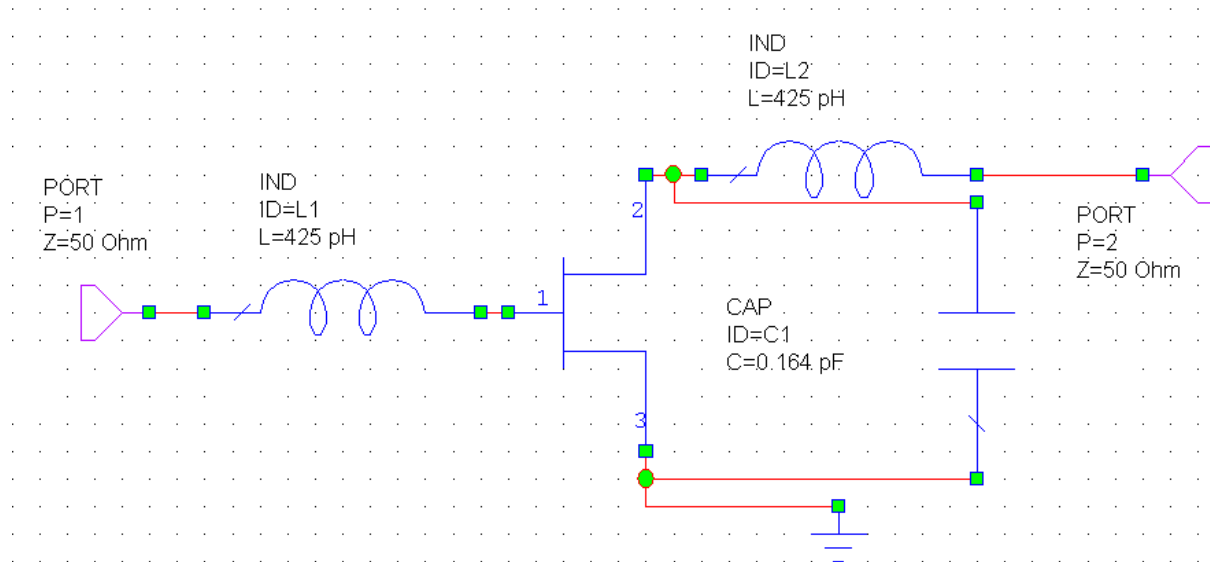 IND
ID=L2
L=425 pH
PORT
P=1
Z=50 Ohm
IND
ID=L1
L=425 pH
2
PORT
P=2
Z=50 Ohm
1
CAP
ID=C1
C=0.164 pF
3